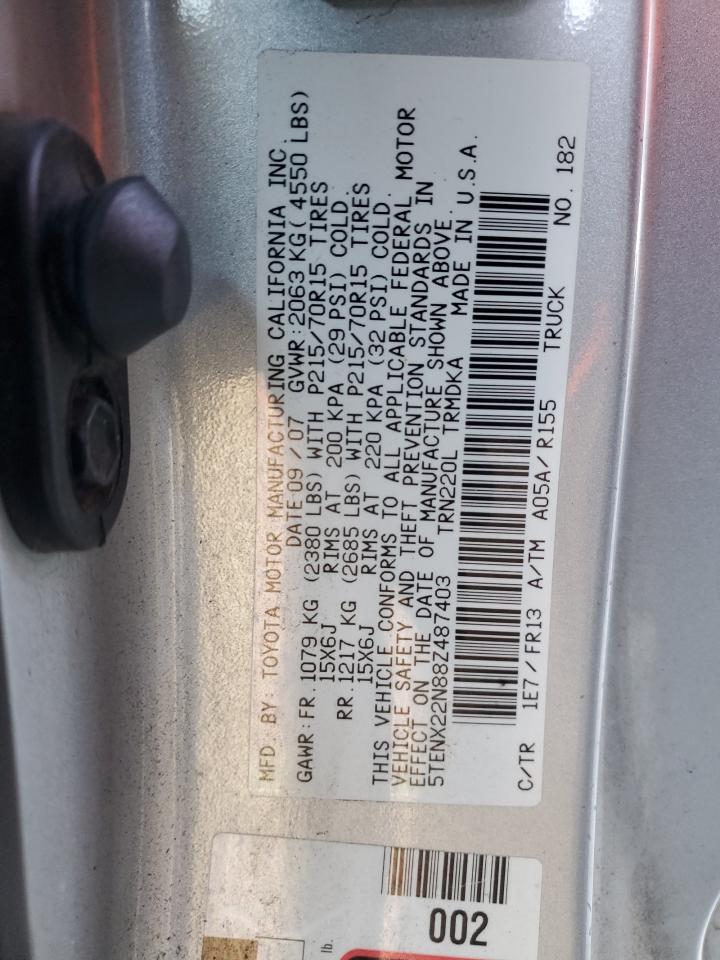 MFD. BY: TOYOTA MOTOR MANUFACTURING CALIFORNIA INC.
DATE 09 / 07 GVWR: 2063 KG( 4550 LBS)
GAWR: FR. 1079 KG (2380 LBS) WITH P215/70R15 TIRES
15X6J RIMS AT 200 KPA (29 PSI) COLD.
RR. 1217 KG (2685 LBS) WITH P215/70R15 TIRES
15X6J RIMS AT 220 KPA (32 PSI) COLD.
THIS VEHICLE CONFORMS TO ALL APPLICABLE FEDERAL MOTOR
VEHICLE SAFETY AND THEFT PREVENTION STANDARDS IN
EFFECT ON THE DATE OF MANUFACTURE SHOWN ABOVE.
5TENX22N88Z487403 TRN220L TRMDKA MADE IN U.S.A.
C/TR 1E7/FR13 A/TM A05A/R155 TRUCK NO. 182
002
lb.